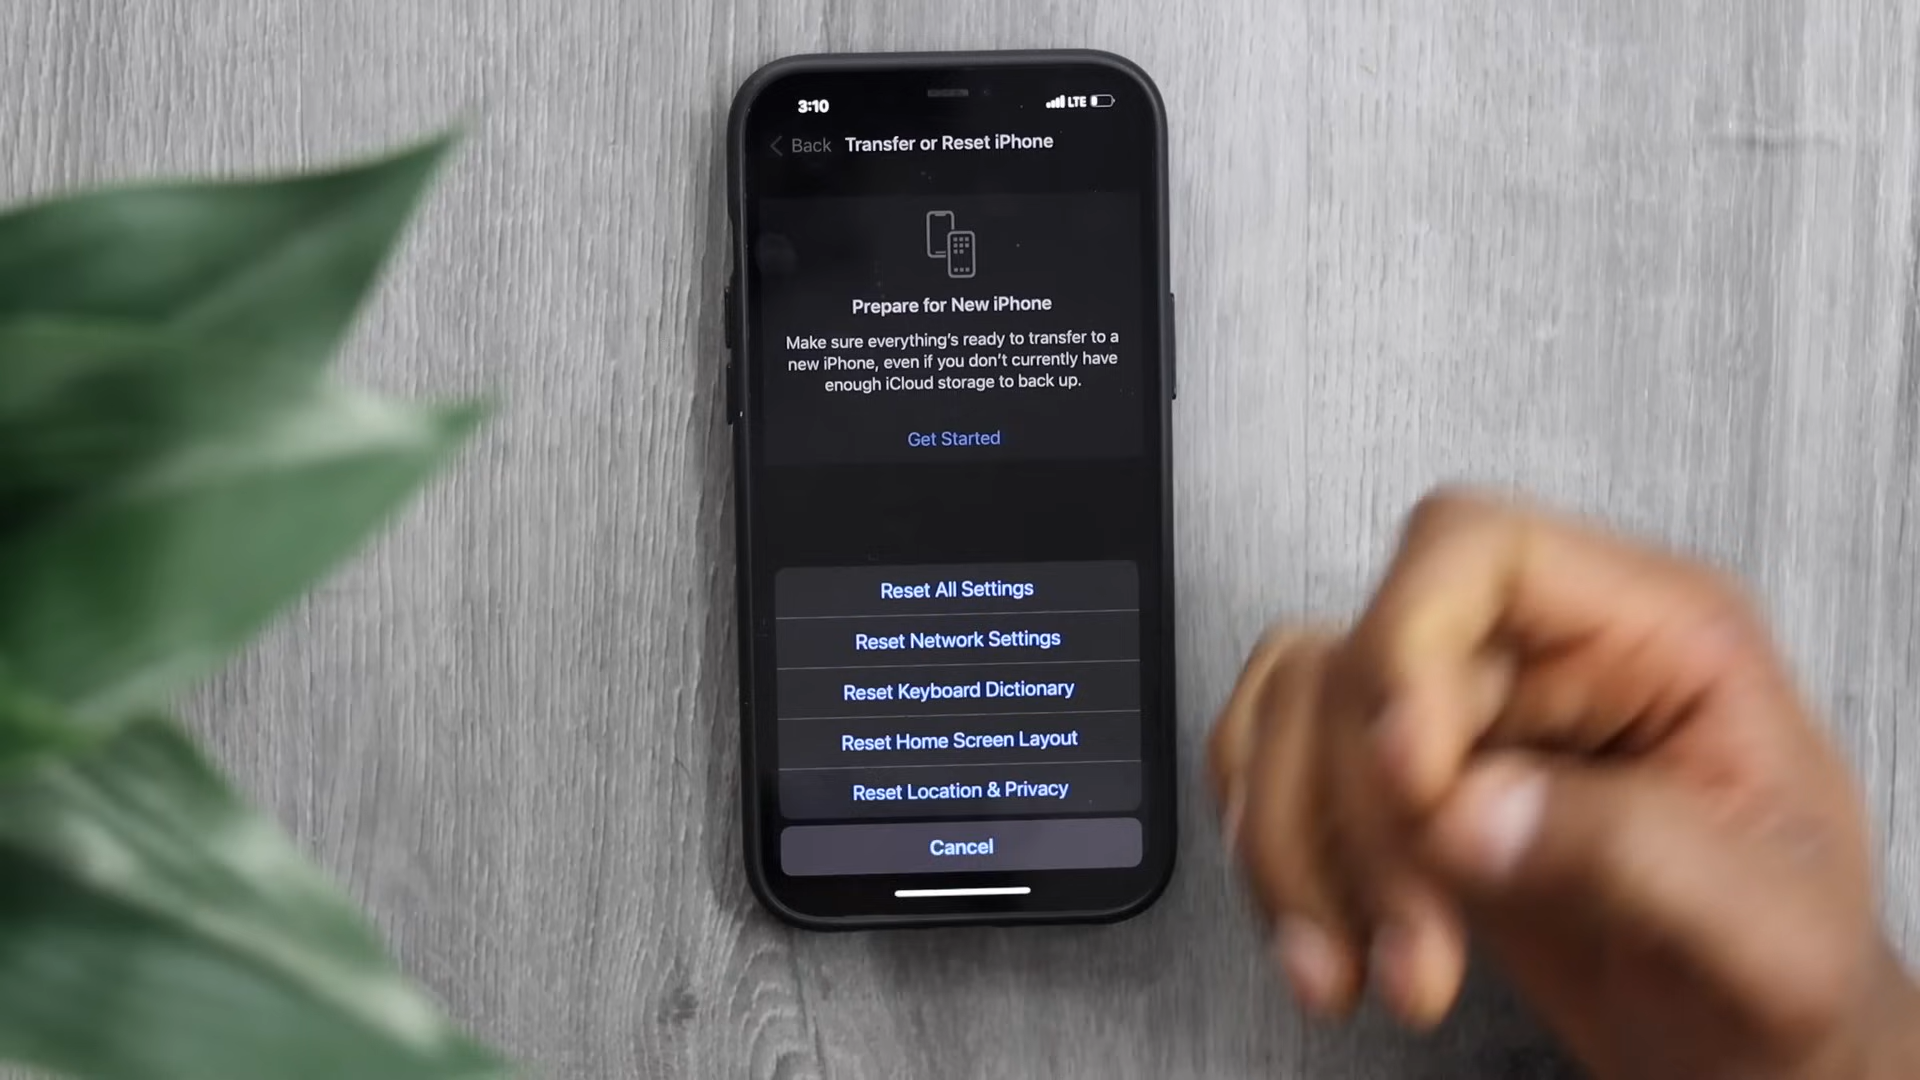 3:10
LTE
Back
Transfer or Reset iPhone
Prepare for New iPhone
Make sure everything's ready to transfer to a
new iPhone, even if you don't currently have
enough iCloud storage to back up.
Get Started
Reset All Settings
Reset Network Settings
Reset Keyboard Dictionary
Reset Home Screen Layout
Reset Location & Privacy
Cancel